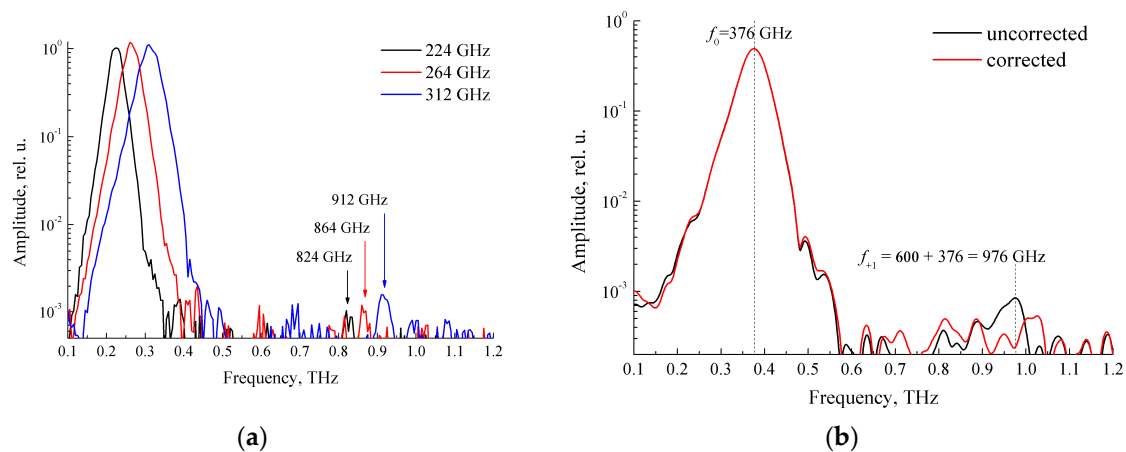 10⁰
10⁻¹
10⁻²
10⁻³
Amplitude, rel. u.
224 GHz
264 GHz
312 GHz
912 GHz
864 GHz
824 GHz
0.1 0.2 0.3 0.4 0.5 0.6 0.7 0.8 0.9 1.0 1.1 1.2
Frequency, THz
(a)
10⁰
10⁻¹
10⁻²
10⁻³
Amplitude, rel. u.
f₀=376 GHz
uncorrected
corrected
f₊₁ = 600 + 376 = 976 GHz
0.1 0.2 0.3 0.4 0.5 0.6 0.7 0.8 0.9 1.0 1.1 1.2
Frequency, THz
(b)